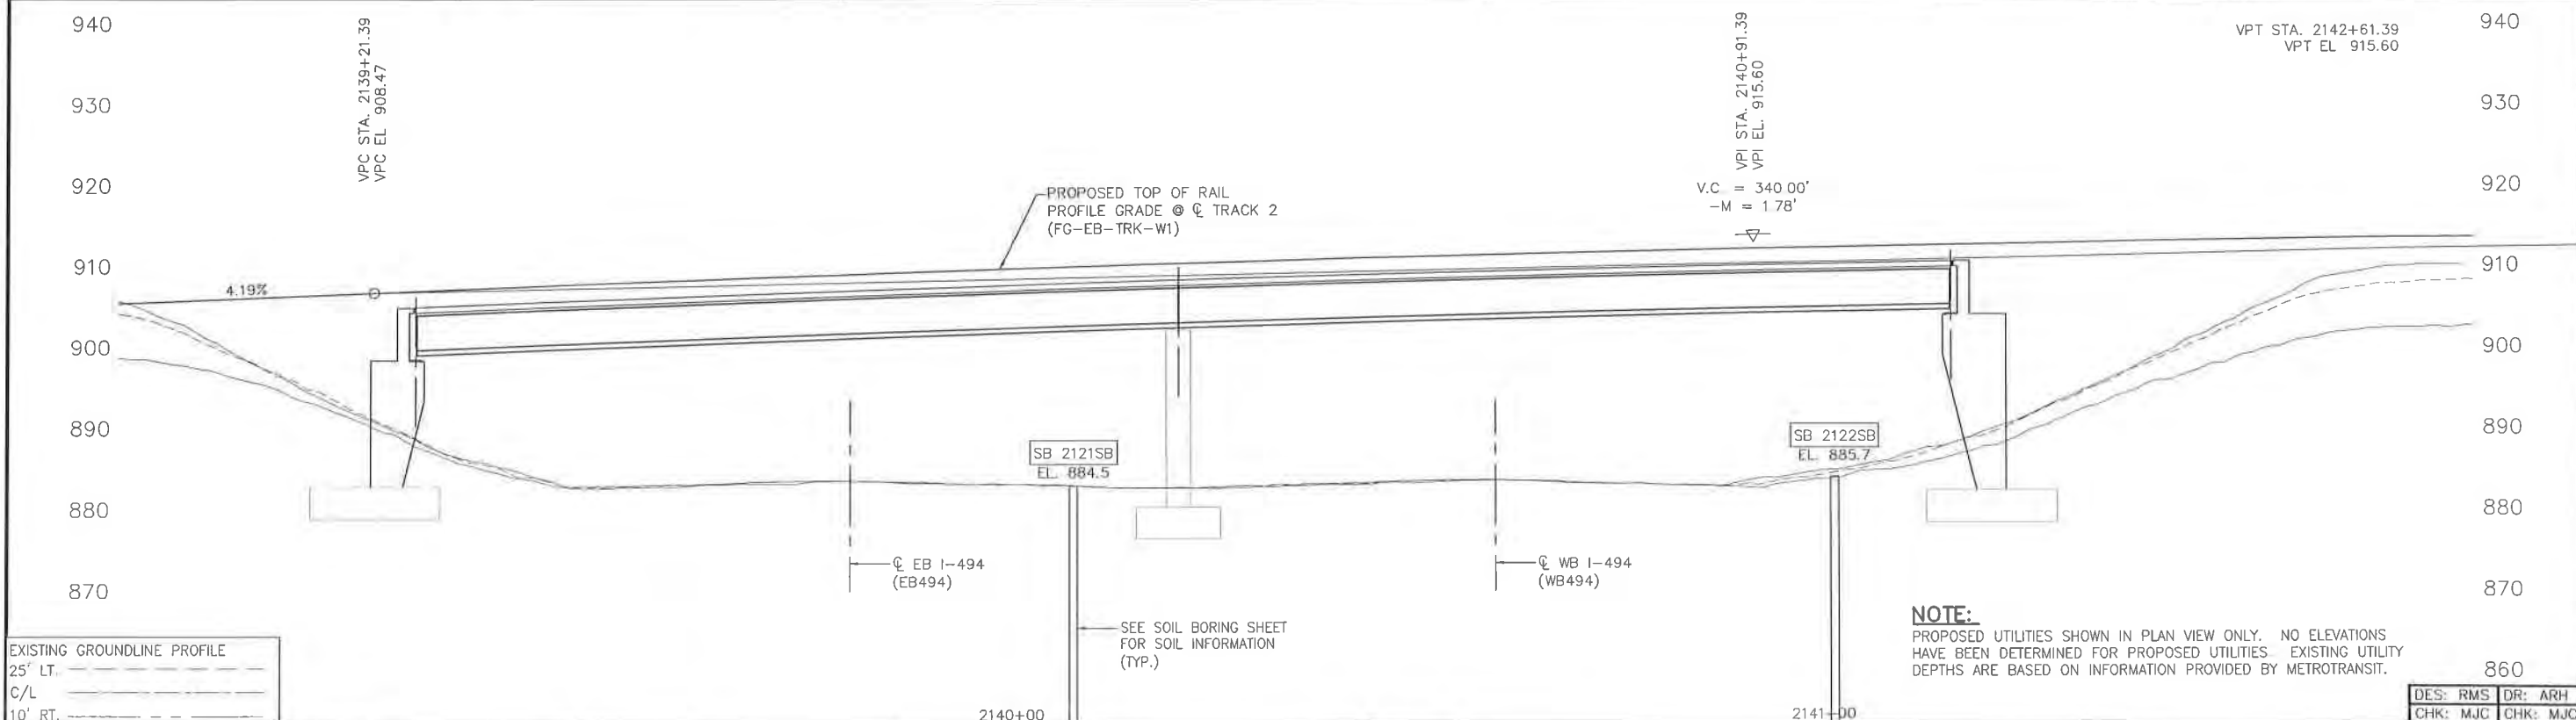 940
930
920
910
900
890
880
870
VPC STA. 2139+21.39
VPC EL 908.47
VPI STA. 2140+91.39
VPI EL. 915.60
V.C = 340 00'
-M = 1 78'
VPT STA. 2142+61.39
VPT EL 915.60
940
930
920
910
900
890
880
870
860
PROPOSED TOP OF RAIL
PROFILE GRADE @ ℄ TRACK 2
(FG-EB-TRK-W1)
4.19%
SB 2121SB
EL. 884.5
SB 2122SB
EL. 885.7
℄ EB I-494
(EB494)
℄ WB I-494
(WB494)
SEE SOIL BORING SHEET
FOR SOIL INFORMATION
(TYP.)
NOTE:
PROPOSED UTILITIES SHOWN IN PLAN VIEW ONLY. NO ELEVATIONS
HAVE BEEN DETERMINED FOR PROPOSED UTILITIES EXISTING UTILITY
DEPTHS ARE BASED ON INFORMATION PROVIDED BY METROTRANSIT.
EXISTING GROUNDLINE PROFILE
25' LT.
C/L
10' RT.
2140+00
2141+00
DES: RMS DR: ARH
CHK: MJC CHK: MJC